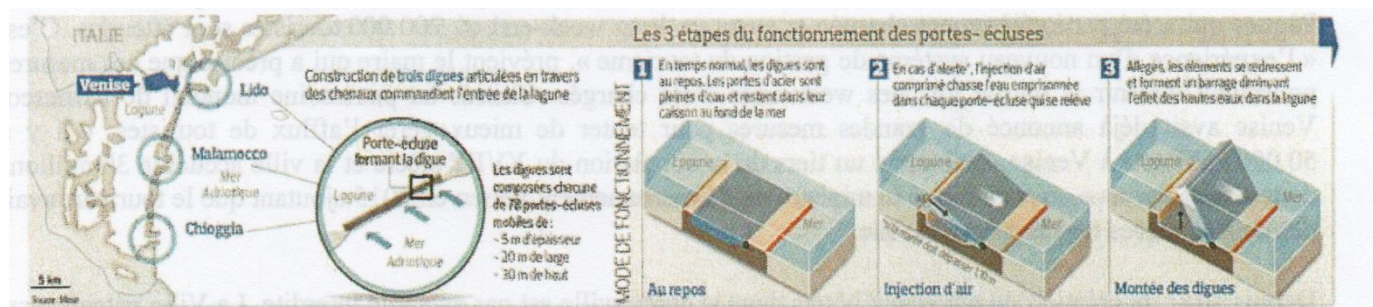 ITALIE
Venise
Lagune
Lido
Malamocco
Mer
Adriatique
Chioggia
5 km
Construction de trois digues articulées en travers
des chenaux commandant l'entrée de la lagune
Porte-écluse
formant la digue
Lagune
Mer
Adriatique
Les digues sont
composées chacune
de 78 portes-écluses
mobiles de :
- 5 m d'épaisseur
- 20 m de large
- 30 m de haut
Les 3 étapes du fonctionnement des portes-écluses
MODE DE FONCTIONNEMENT
1 En temps normal, les digues sont
au repos. Les portes d'acier sont
pleines d'eau et restent dans leur
caisson au fond de la mer
Lagune
Mer
Au repos
2 En cas d'alerte*, l'injection d'air
comprimé chasse l'eau emprisonnée
dans chaque porte-écluse qui se relève
Lagune
Mer
*la marée doit dépasser 1,10 m
Injection d'air
3 Allégés, les éléments se redressent
et forment un barrage diminuant
l'effet des hautes eaux dans la lagune
Lagune
Mer
Montée des digues